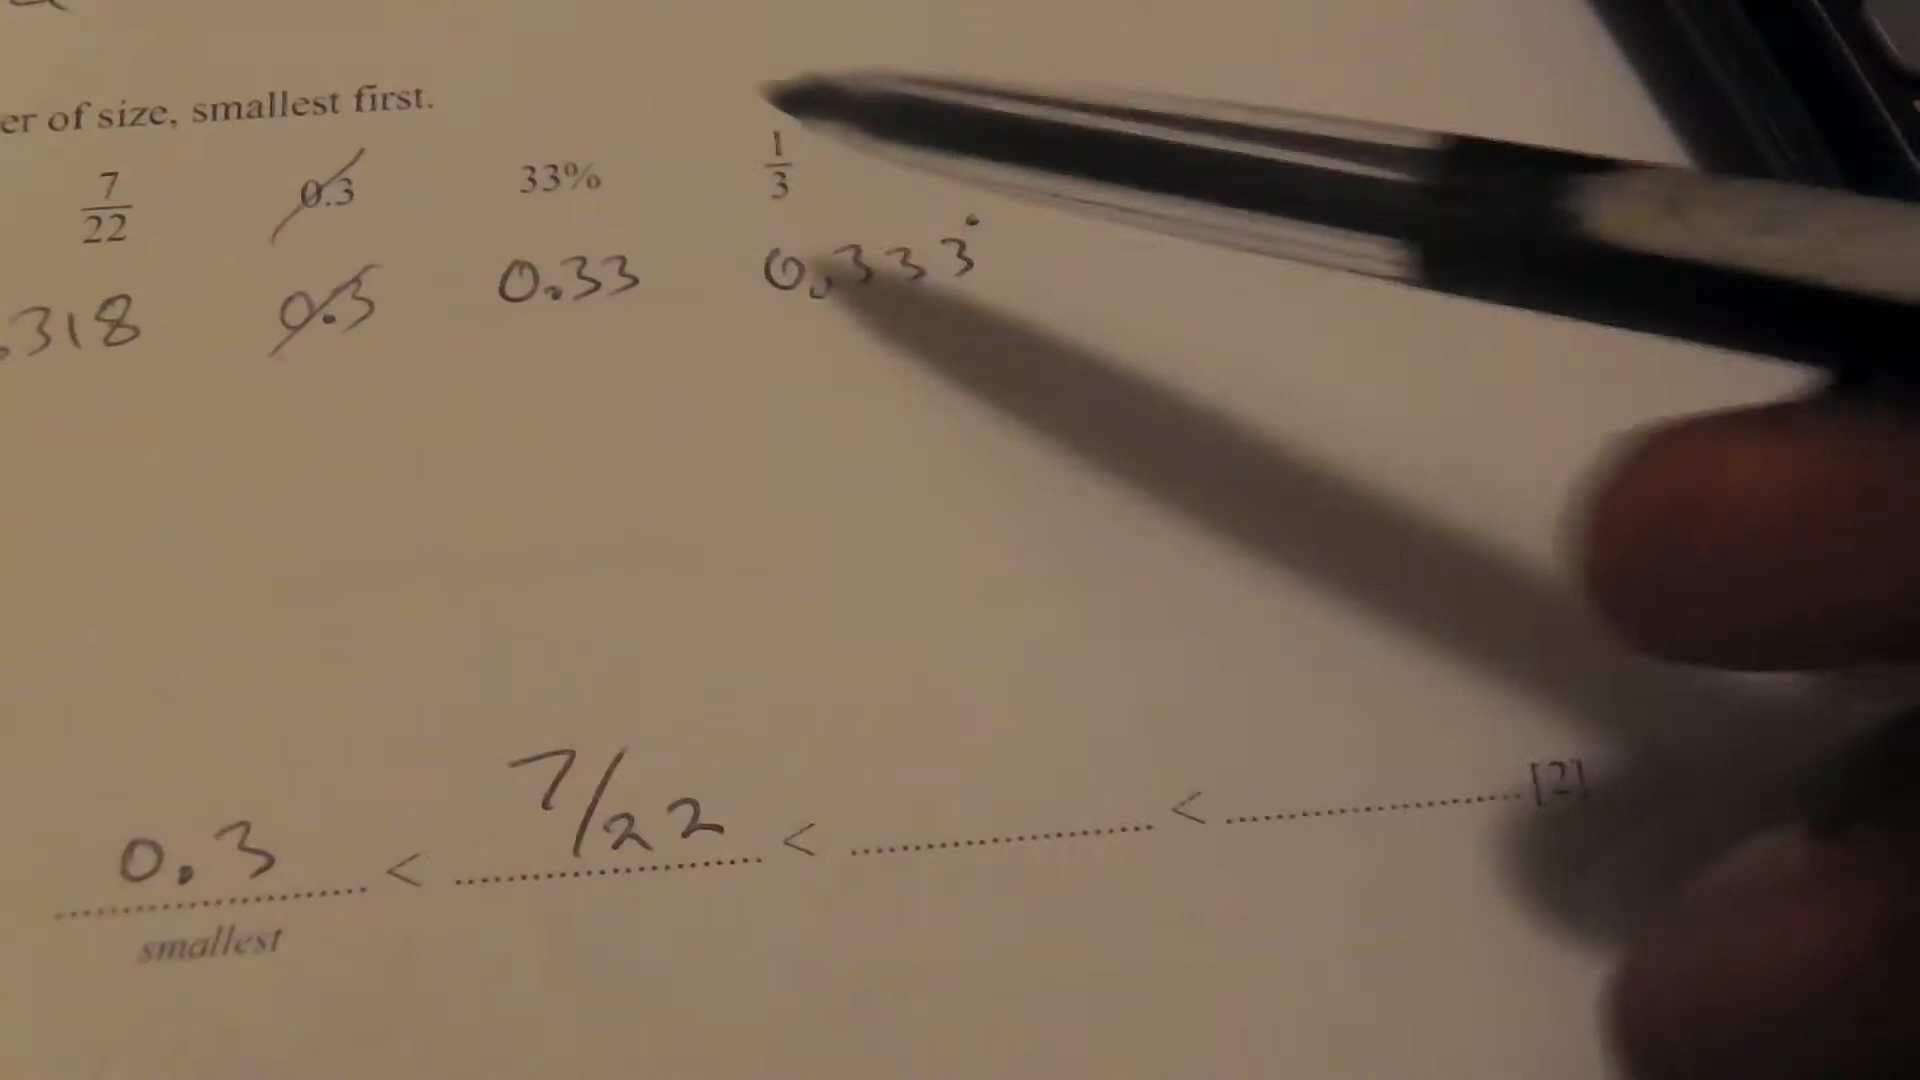 er of size, smallest first.
7/22 0.3 33% 1/3
.318 0.3 0.33 0.333̇
0.3 < 7/22 < .................... < .................... [2]
smallest